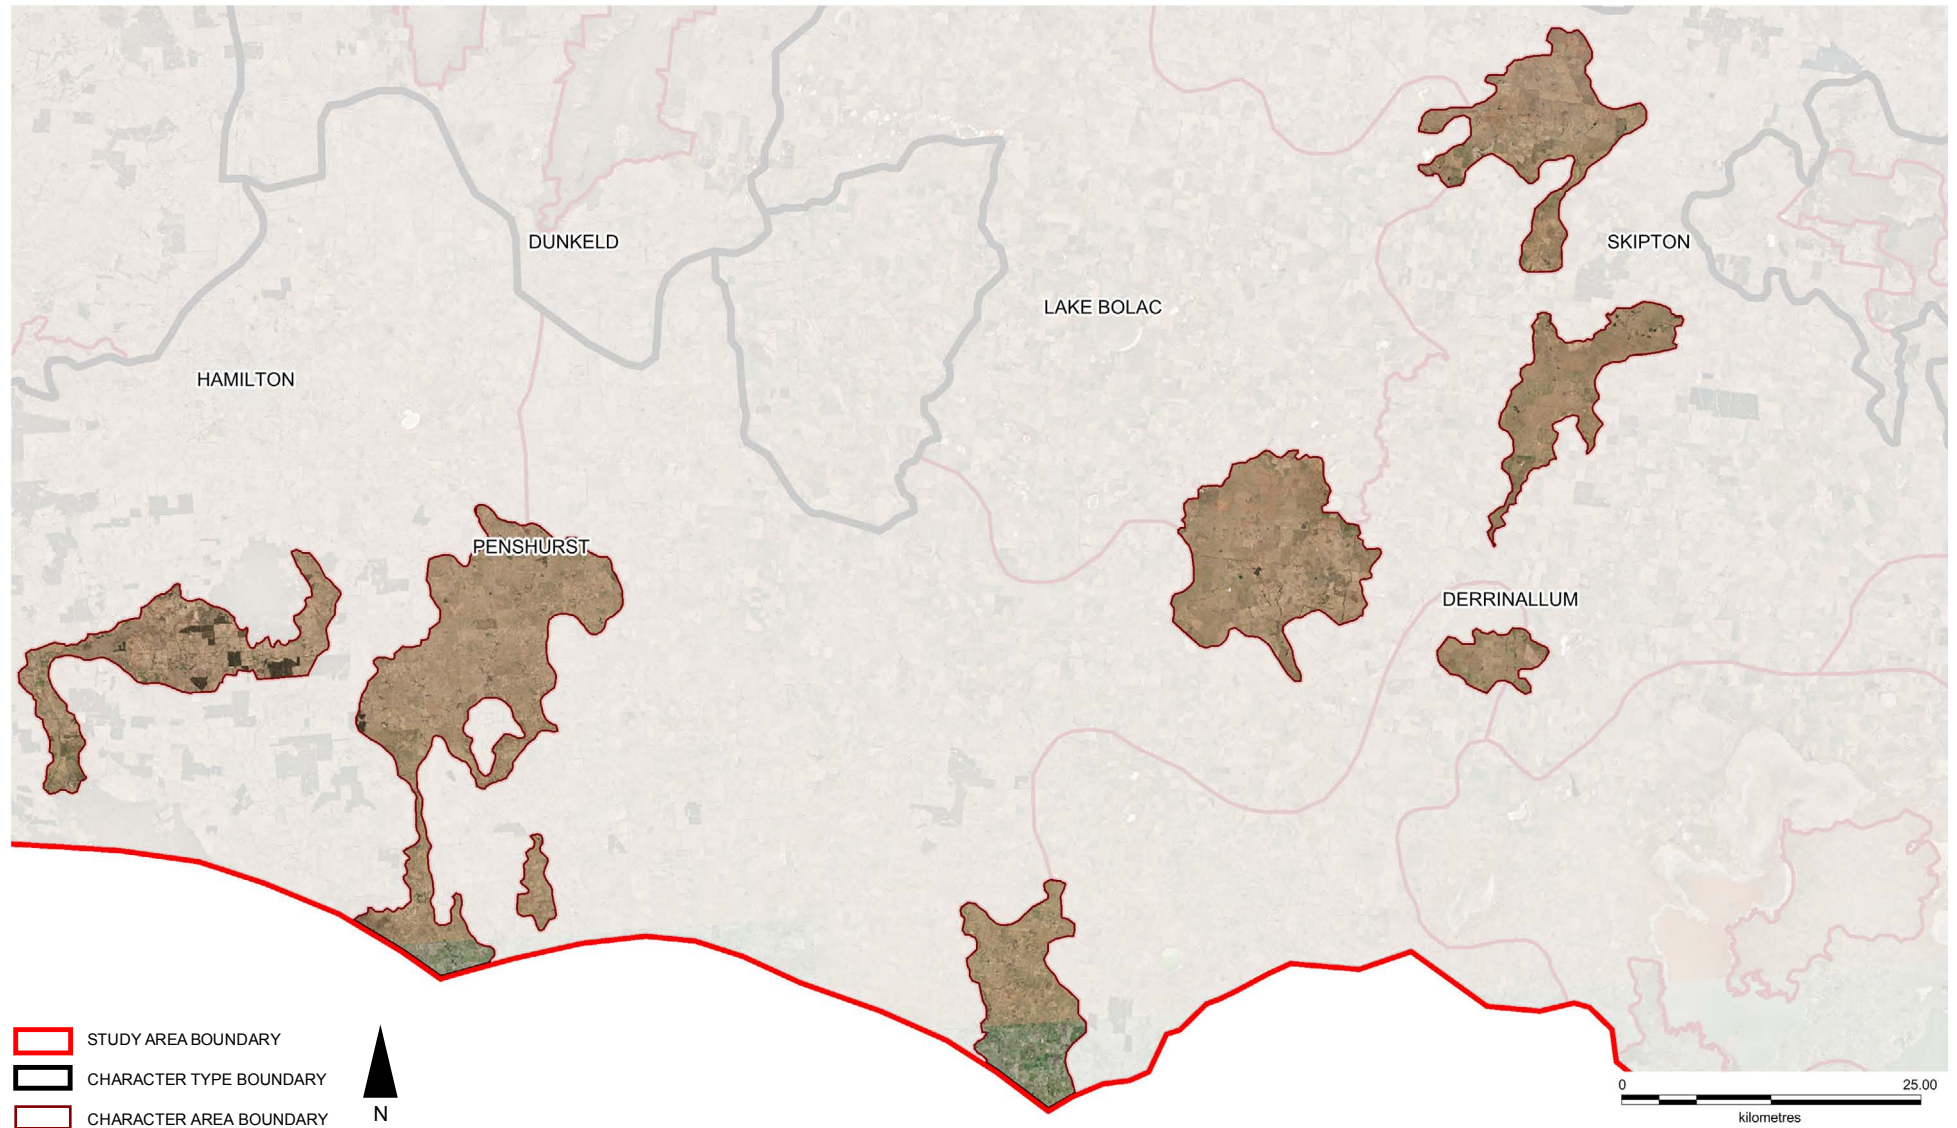 DUNKELD
SKIPTON
LAKE BOLAC
HAMILTON
PENSHURST
DERRINALLUM
STUDY AREA BOUNDARY
CHARACTER TYPE BOUNDARY
CHARACTER AREA BOUNDARY
N
0 25.00
kilometres